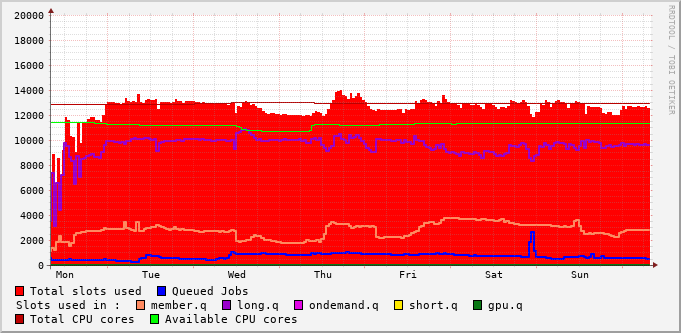 20000
18000
16000
14000
12000
10000
8000
6000
4000
2000
0
Mon Tue Wed Thu Fri Sat Sun
RRDTOOL / TOBI OETIKER
Total slots used Queued Jobs
Slots used in : member.q long.q ondemand.q short.q gpu.q
Total CPU cores Available CPU cores